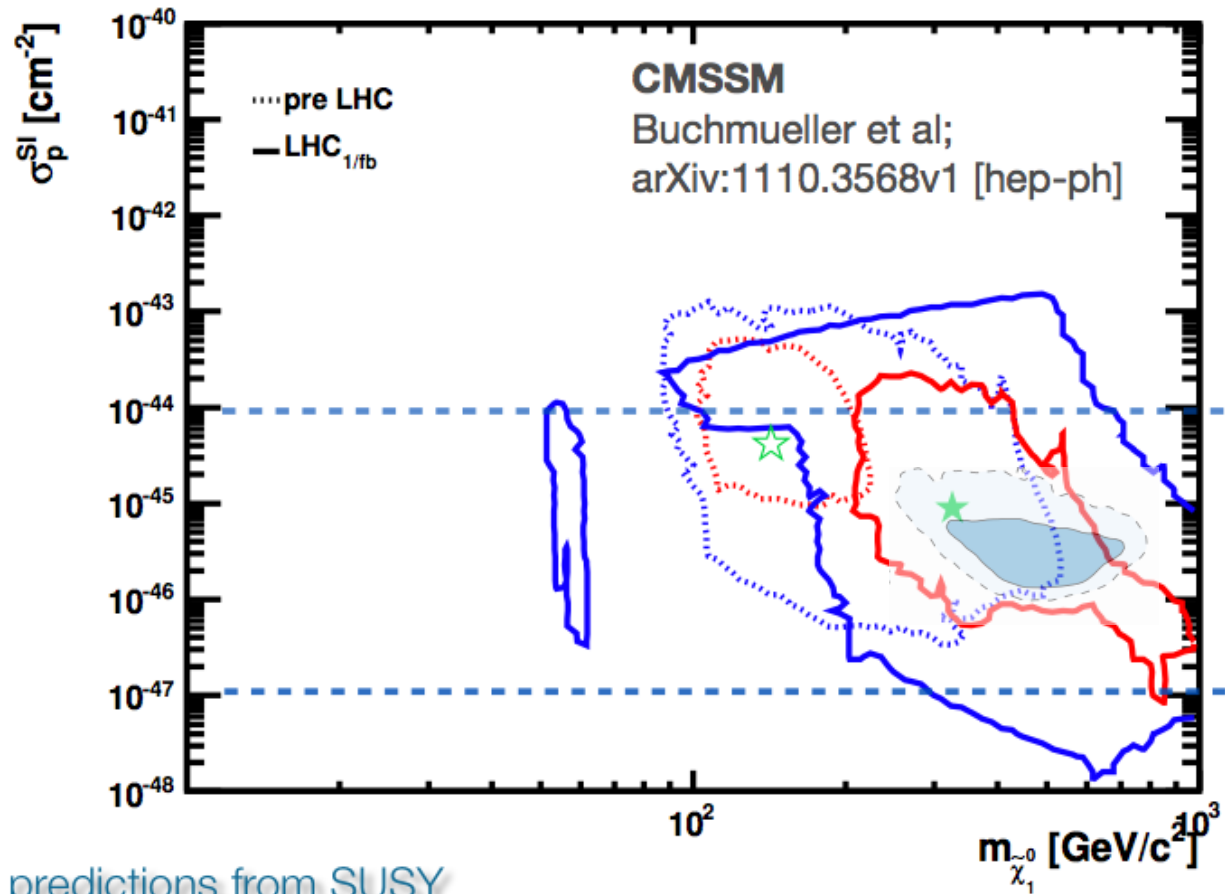 10^-40
10^-41
10^-42
10^-43
10^-44
10^-45
10^-46
10^-47
10^-48
σ_p^SI [cm^-2]
pre LHC
LHC_1/fb
CMSSM
Buchmueller et al;
arXiv:1110.3568v1 [hep-ph]
10^2
10^3
m_χ̃_1^0 [GeV/c^2]
predictions from SUSY